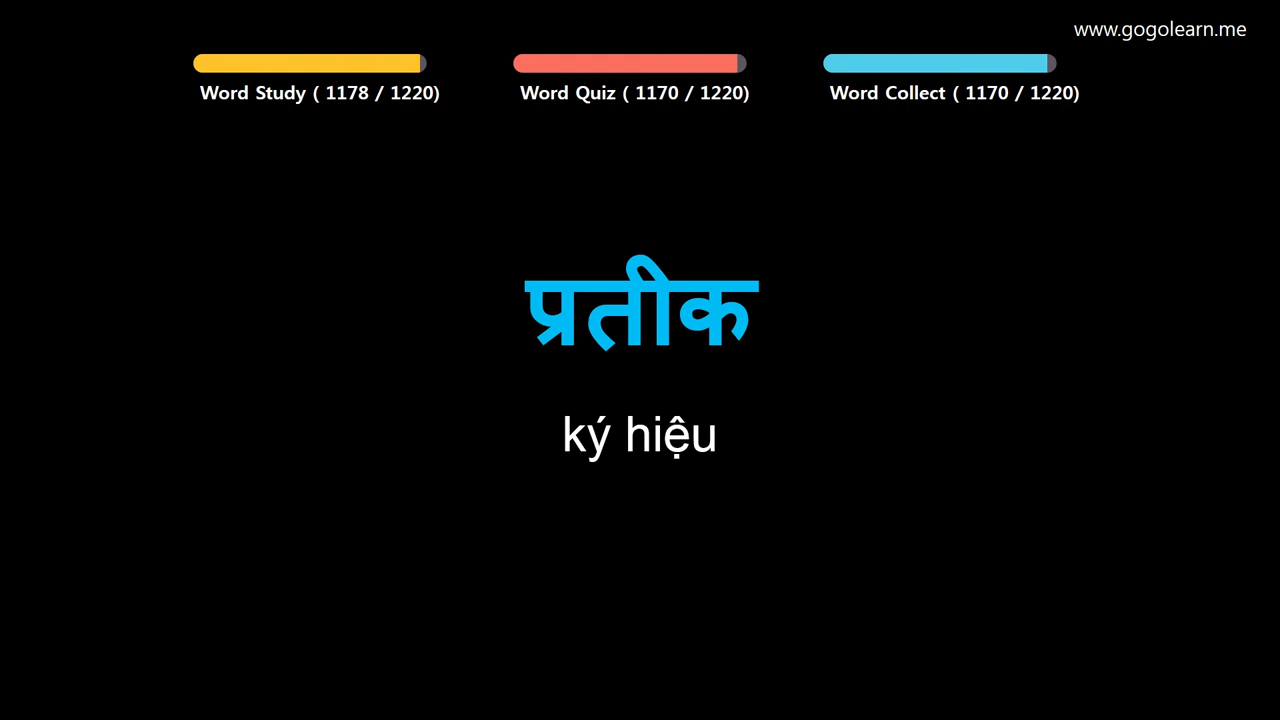 www.gogolearn.me
Word Study ( 1178 / 1220)
Word Quiz ( 1170 / 1220)
Word Collect ( 1170 / 1220)
प्रतीक
ký hiệu